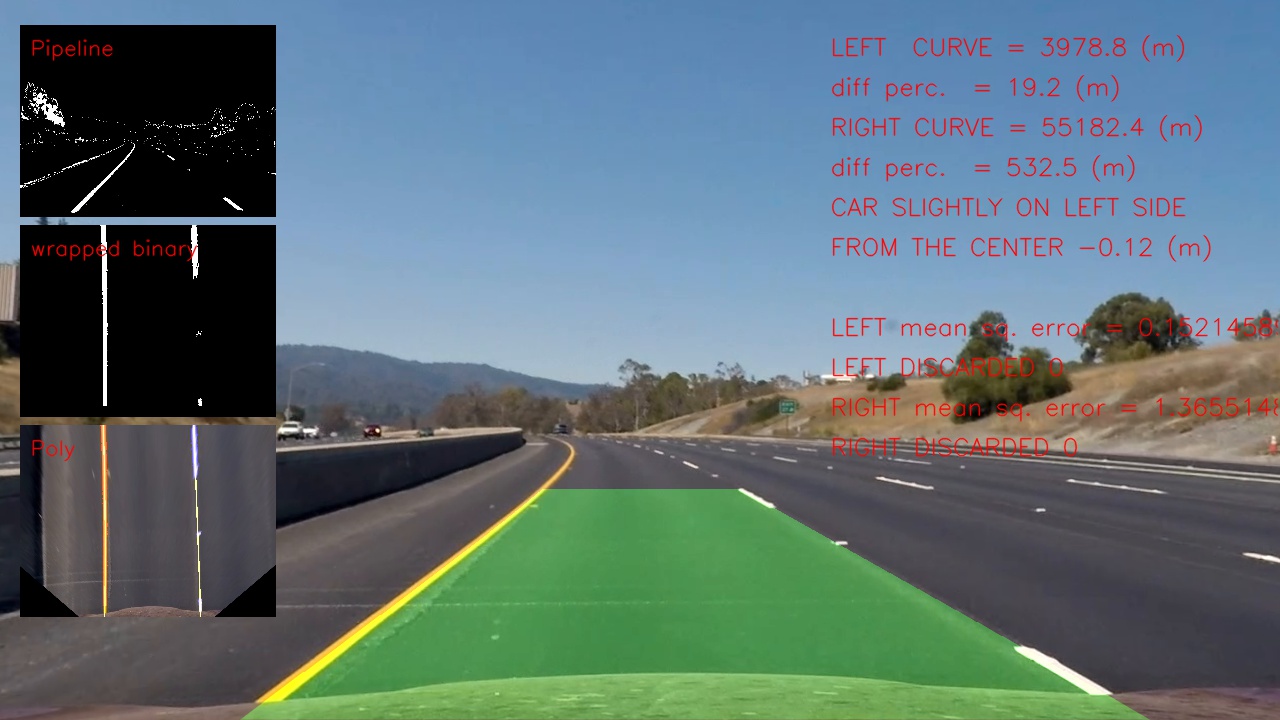 Pipeline
wrapped binary
Poly
LEFT CURVE = 3978.8 (m)
diff perc. = 19.2 (m)
RIGHT CURVE = 55182.4 (m)
diff perc. = 532.5 (m)
CAR SLIGHTLY ON LEFT SIDE
FROM THE CENTER -0.12 (m)
LEFT mean sq. error = 0.15214589
LEFT DISCARDED 0
RIGHT mean sq. error = 1.3655148
RIGHT DISCARDED 0